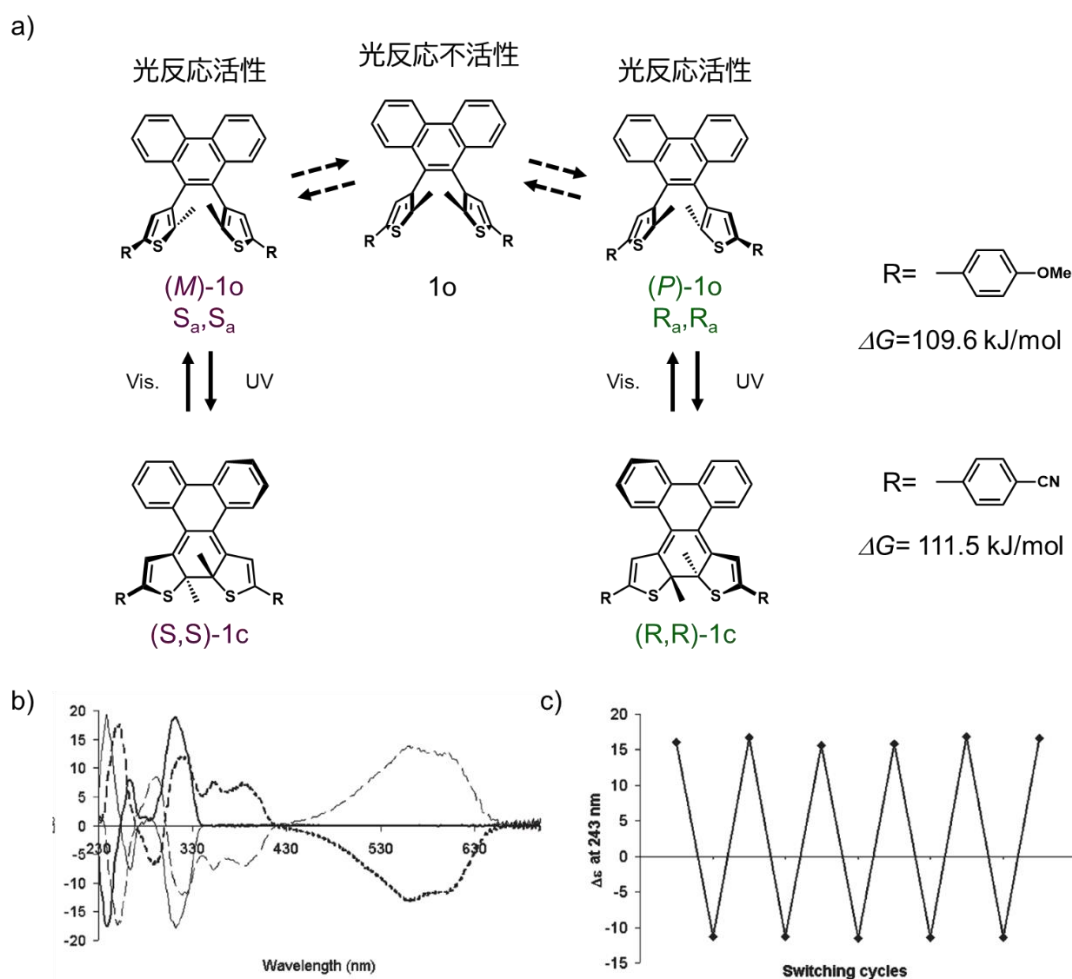 a)
光反応活性
光反応不活性
光反応活性
S S
R R
S S
R R
S S
R R
(M)-1o
1o
(P)-1o
Sa,Sa
Ra,Ra
R= OMe
ΔG=109.6 kJ/mol
Vis. UV
Vis. UV
R= CN
ΔG= 111.5 kJ/mol
R S S R
R S S R
(S,S)-1c
(R,R)-1c
b)
20
15
10
5
0
-5
-10
-15
-20
230 330 430 530 630
Wavelength (nm)
c)
Δε at 243 nm
20
15
10
5
0
-5
-10
-15
Switching cycles